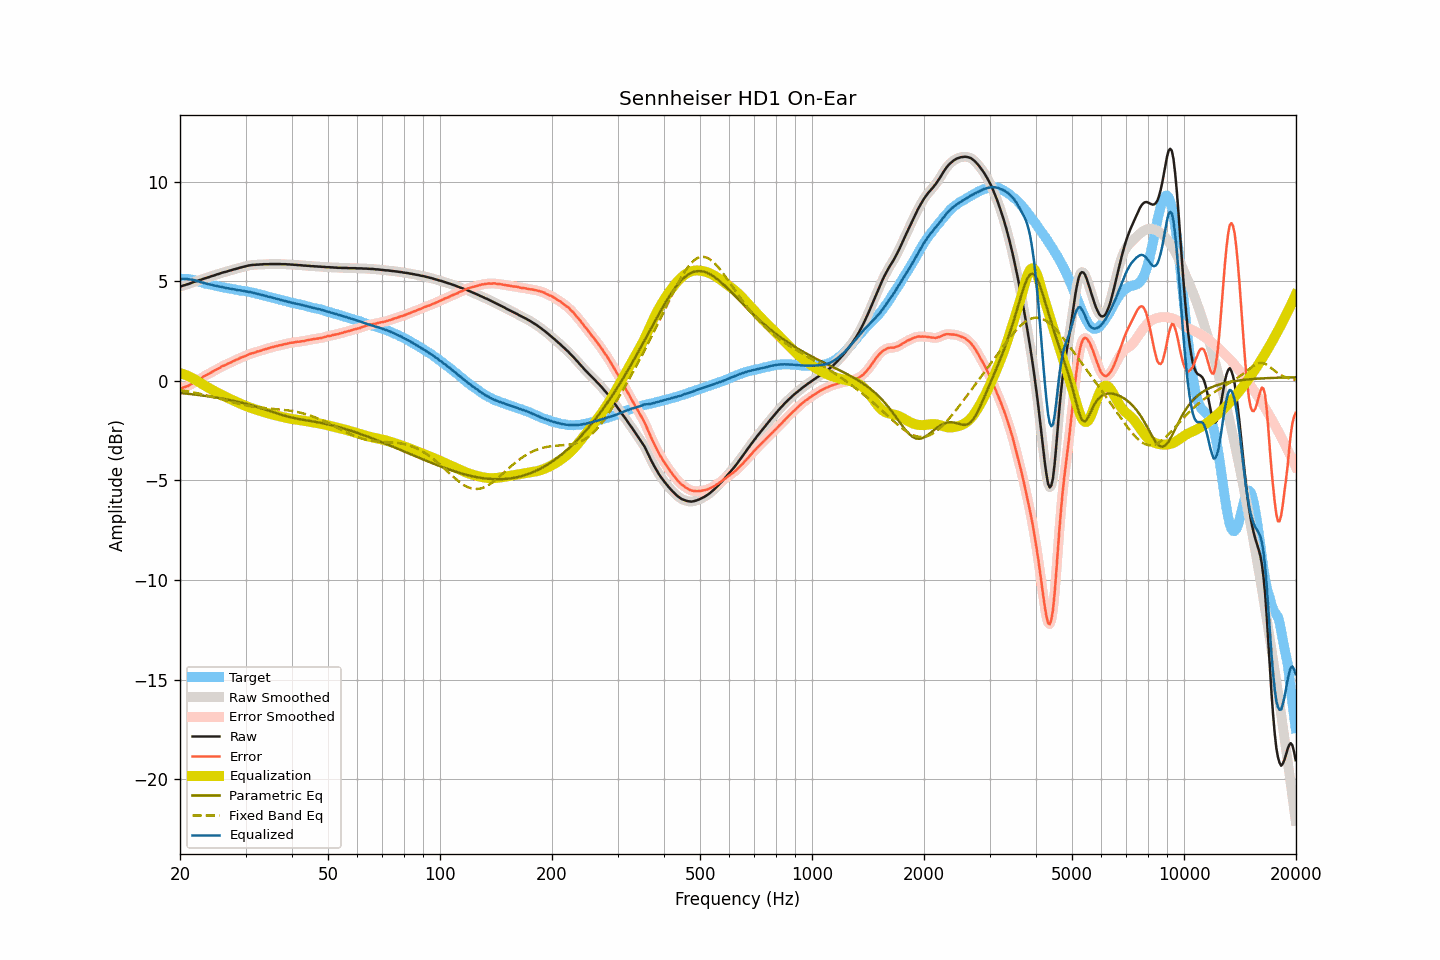 Sennheiser HD1 On-Ear
10
5
0
−5
−10
−15
−20
Amplitude (dBr)
Target
Raw Smoothed
Error Smoothed
Raw
Error
Equalization
Parametric Eq
Fixed Band Eq
Equalized
20 50 100 200 500 1000 2000 5000 10000 20000
Frequency (Hz)